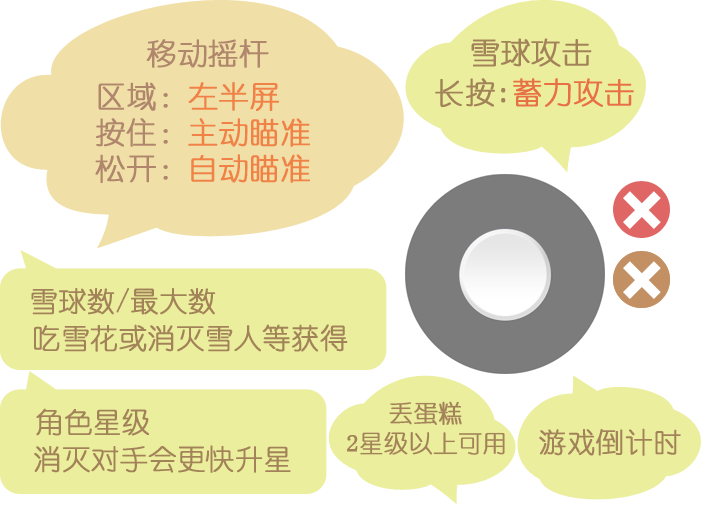 移动摇杆
区域: 左半屏
按住: 主动瞄准
松开: 自动瞄准
雪球攻击
长按:蓄力攻击
雪球数/最大数
吃雪花或消灭雪人等获得
角色星级
消灭对手会更快升星
丢蛋糕
2星级以上可用
游戏倒计时